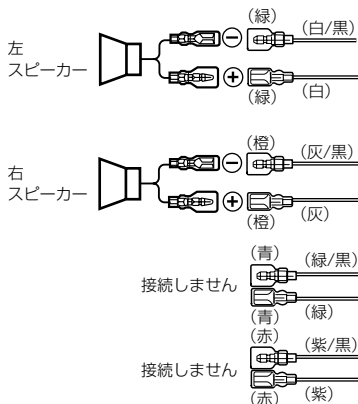 (緑) (白/黒)
左
スピーカー
(緑) (白)
(橙) (灰/黒)
右
スピーカー
(橙) (灰)
(青) (緑/黒)
接続しません
(青) (緑)
(赤) (紫/黒)
接続しません
(赤) (紫)